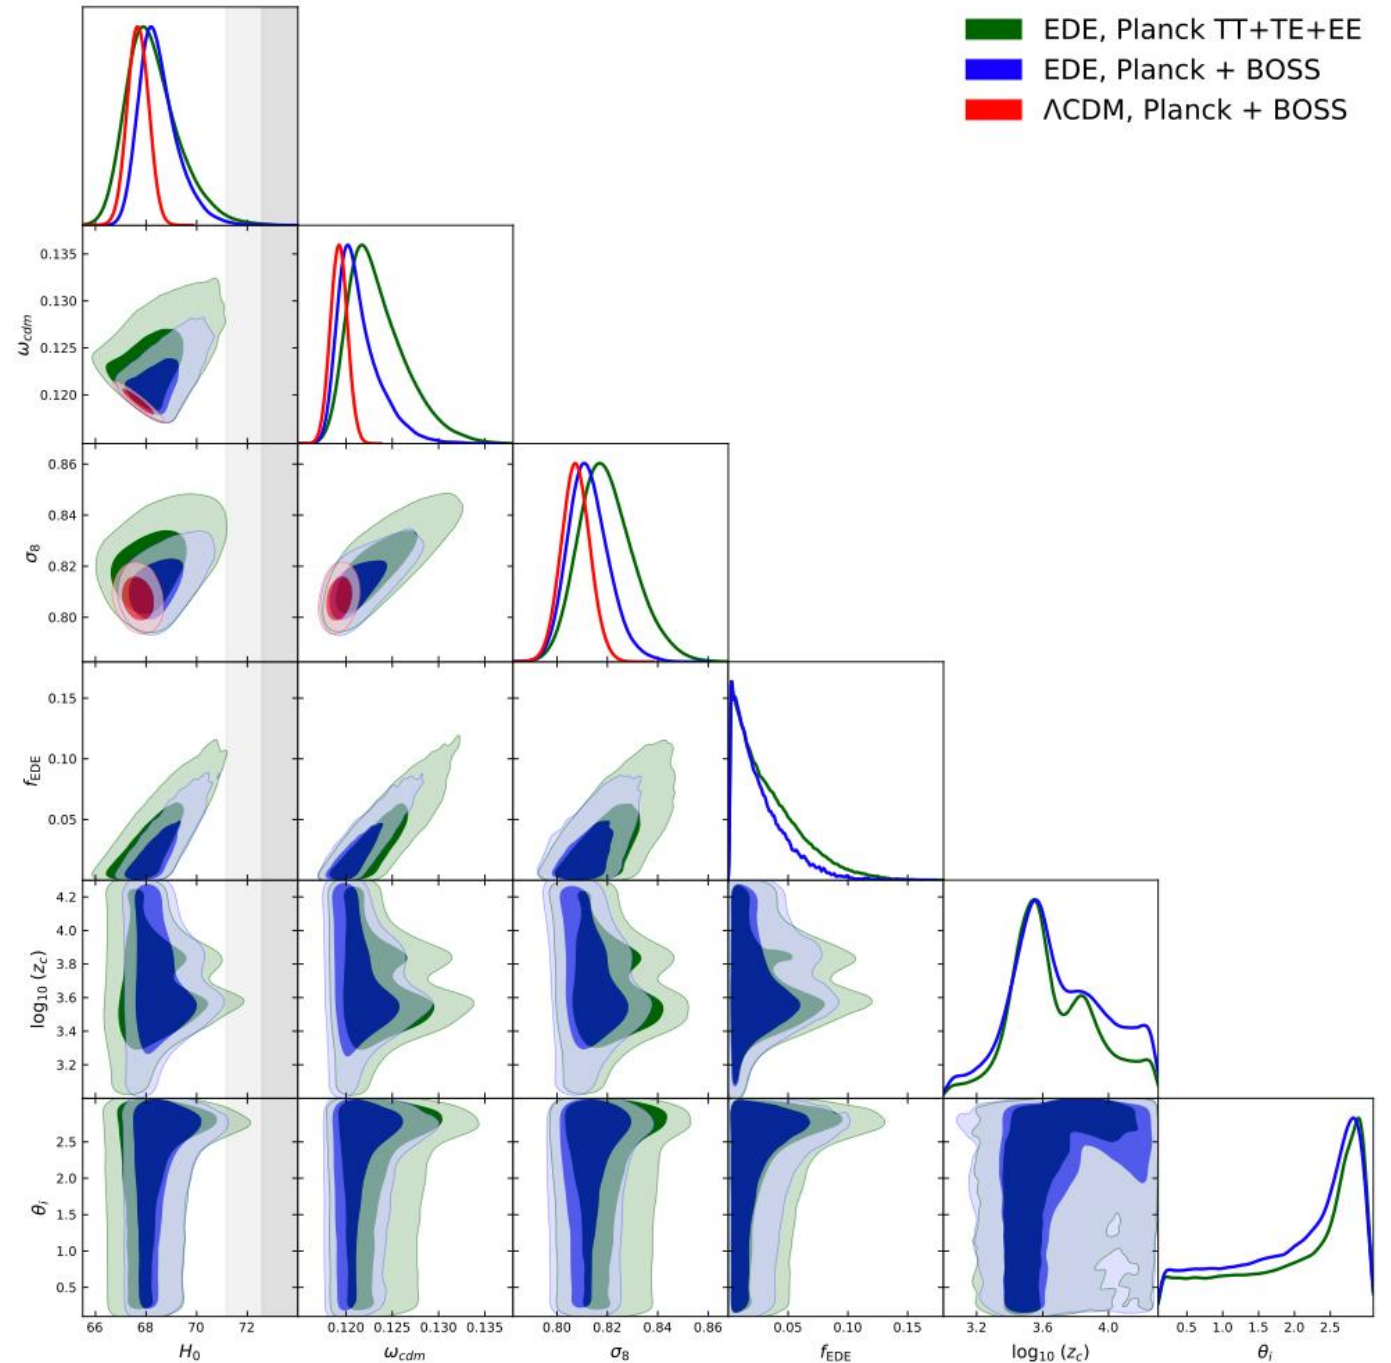 EDE, Planck TT+TE+EE
EDE, Planck + BOSS
ΛCDM, Planck + BOSS
0.135
0.130
0.125
0.120
ω_cdm
0.86
0.84
0.82
0.80
σ_8
0.15
0.10
0.05
f_EDE
4.2
4.0
3.8
3.6
3.4
3.2
log_10 (z_c)
2.5
2.0
1.5
1.0
0.5
θ_i
66 68 70 72
0.120 0.125 0.130 0.135
0.80 0.82 0.84 0.86
0.05 0.10 0.15
3.2 3.6 4.0
0.5 1.0 1.5 2.0 2.5
H_0
ω_cdm
σ_8
f_EDE
log_10 (z_c)
θ_i